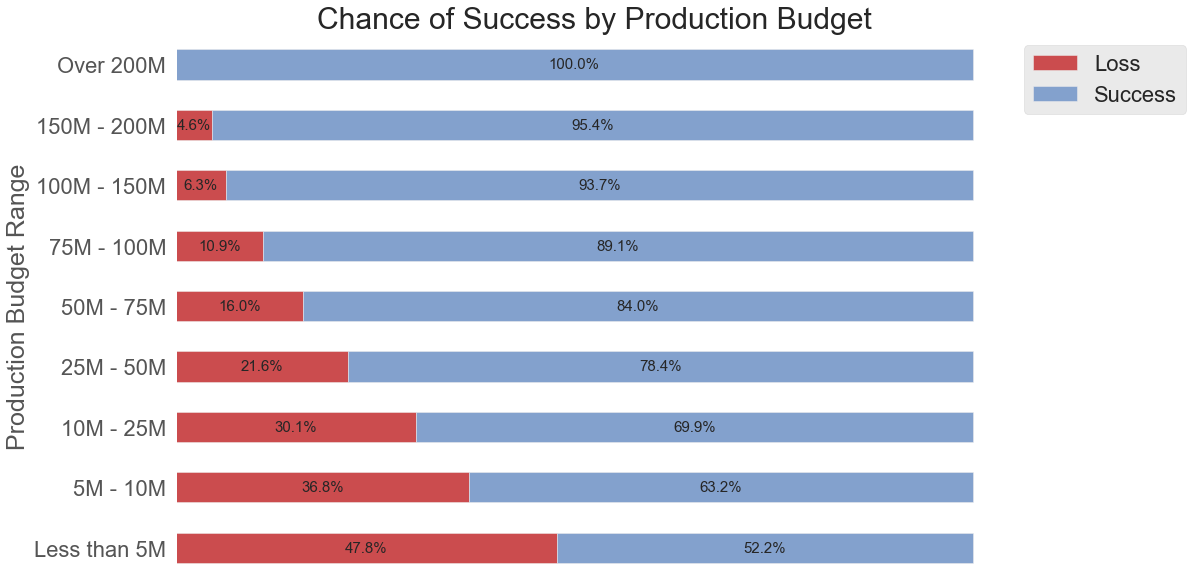 Chance of Success by Production Budget
Loss
Success
Production Budget Range
Over 200M
100.0%
150M - 200M
4.6%
95.4%
100M - 150M
6.3%
93.7%
75M - 100M
10.9%
89.1%
50M - 75M
16.0%
84.0%
25M - 50M
21.6%
78.4%
10M - 25M
30.1%
69.9%
5M - 10M
36.8%
63.2%
Less than 5M
47.8%
52.2%